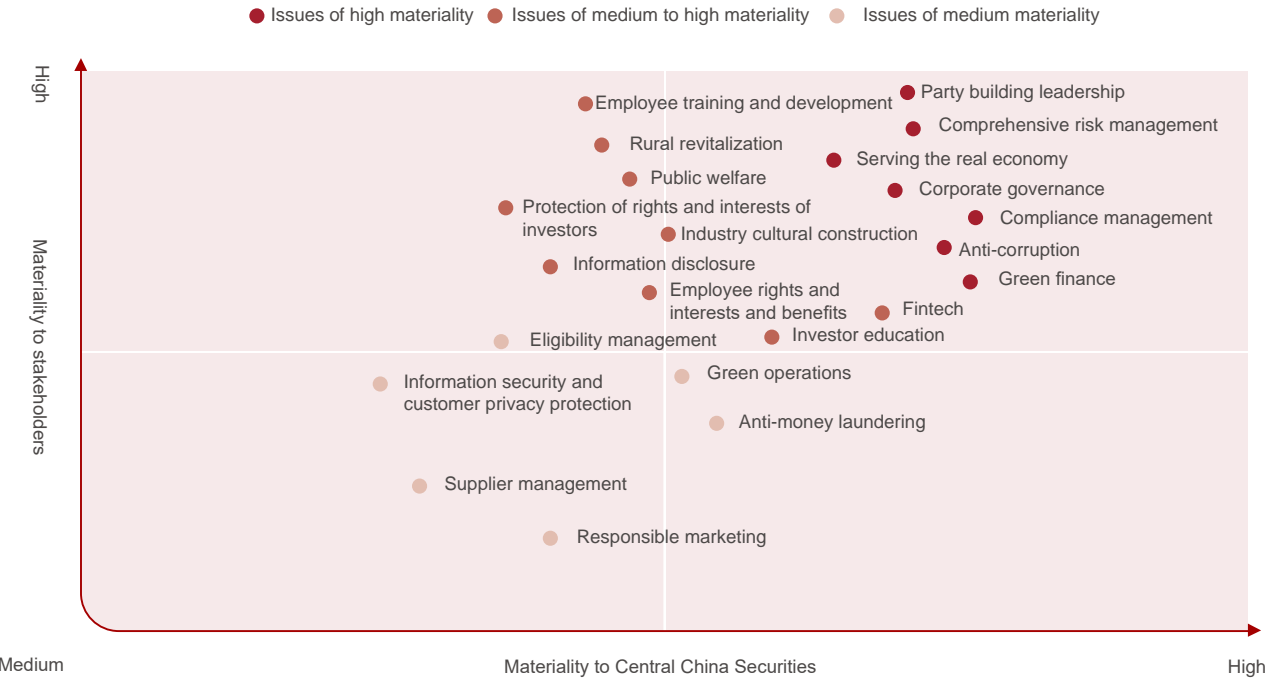 Issues of high materiality
Issues of medium to high materiality
Issues of medium materiality
High
Materiality to stakeholders
Employee training and development
Party building leadership
Comprehensive risk management
Rural revitalization
Serving the real economy
Public welfare
Corporate governance
Protection of rights and interests of
investors
Compliance management
Industry cultural construction
Anti-corruption
Information disclosure
Green finance
Employee rights and
interests and benefits
Fintech
Investor education
Eligibility management
Green operations
Information security and
customer privacy protection
Anti-money laundering
Supplier management
Responsible marketing
Medium
Materiality to Central China Securities
High